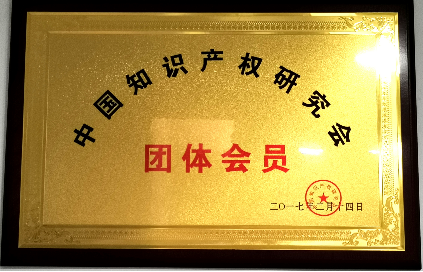 中国知识产权研究会
团体会员
二〇一七年二月十四日